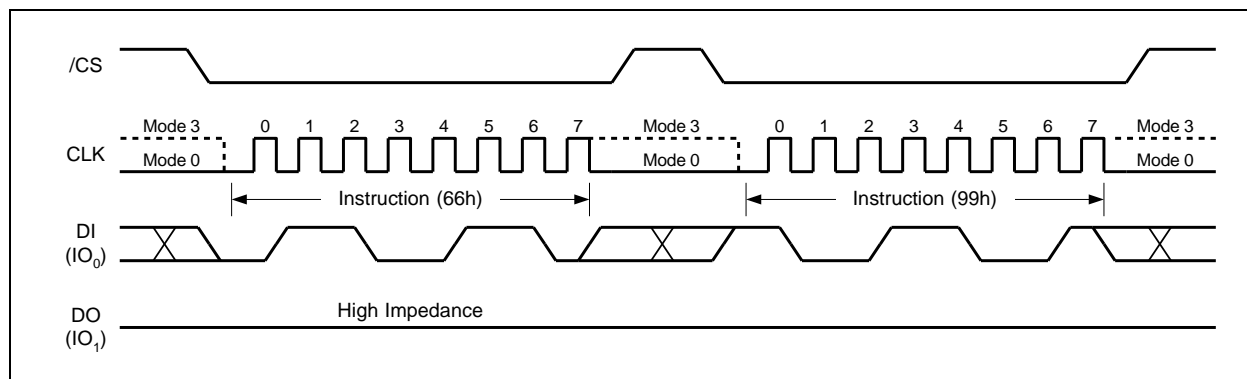 /CS
Mode 3 0 1 2 3 4 5 6 7 Mode 3 0 1 2 3 4 5 6 7 Mode 3
CLK Mode 0 Mode 0 Mode 0
Instruction (66h) Instruction (99h)
DI
(IO₀)
High Impedance
DO
(IO₁)